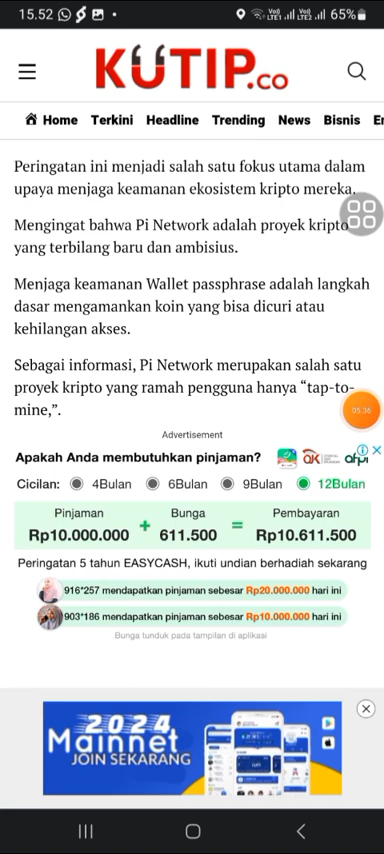 15.52
Vo)) LTE1 Vo)) LTE2 65%
KUTIP.co
Home Terkini Headline Trending News Bisnis
Peringatan ini menjadi salah satu fokus utama dalam
upaya menjaga keamanan ekosistem kripto mereka.
Mengingat bahwa Pi Network adalah proyek kripto
yang terbilang baru dan ambisius.
Menjaga keamanan Wallet passphrase adalah langkah
dasar mengamankan koin yang bisa dicuri atau
kehilangan akses.
Sebagai informasi, Pi Network merupakan salah satu
proyek kripto yang ramah pengguna hanya “tap-to-
mine,”.
05:36
Advertisement
Apakah Anda membutuhkan pinjaman?
afpi
Cicilan: 4Bulan 6Bulan 9Bulan 12Bulan
Pinjaman Bunga Pembayaran
Rp10.000.000 + 611.500 = Rp10.611.500
Peringatan 5 tahun EASYCASH, ikuti undian berhadiah sekarang
916*257 mendapatkan pinjaman sebesar Rp20.000.000 hari ini
903*186 mendapatkan pinjaman sebesar Rp10.000.000 hari ini
Bunga tunduk pada tampilan di aplikasi
2024
Mainnet
JOIN SEKARANG